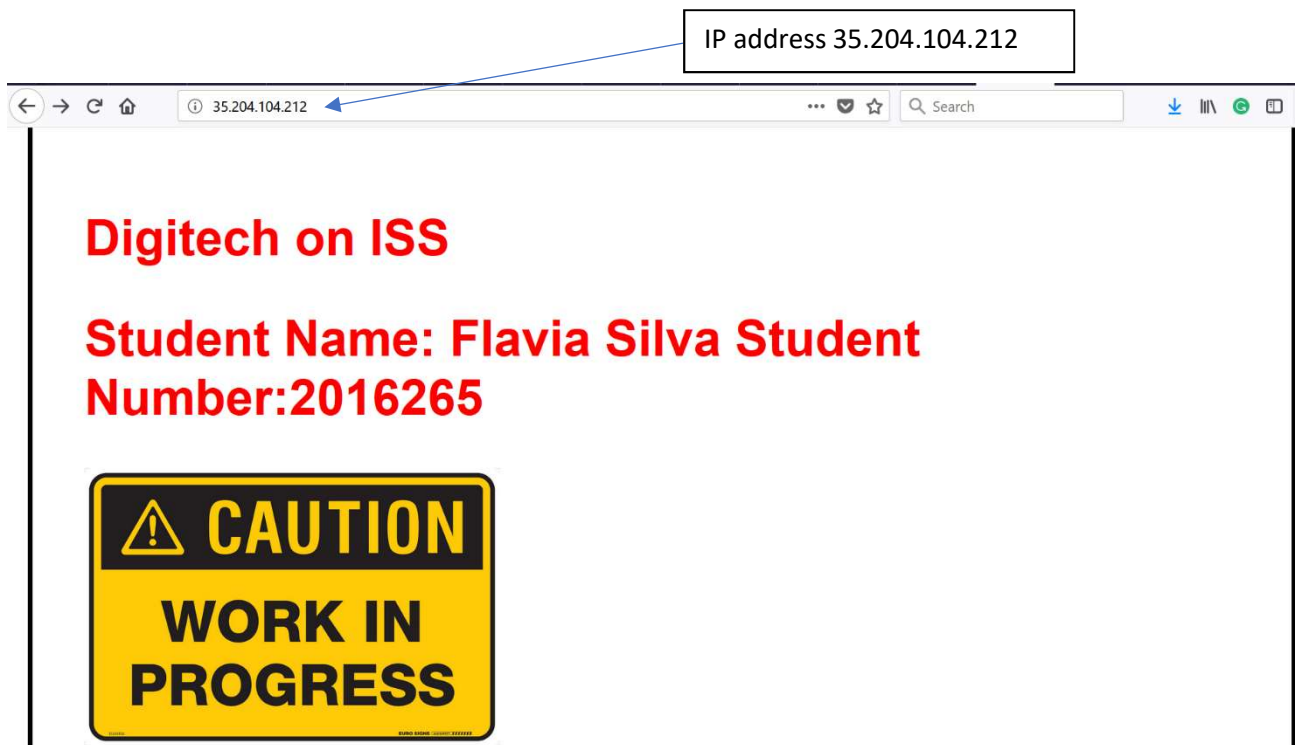 IP address 35.204.104.212
35.204.104.212
Search
Digitech on ISS
Student Name: Flavia Silva Student
Number:2016265
CAUTION
WORK IN
PROGRESS